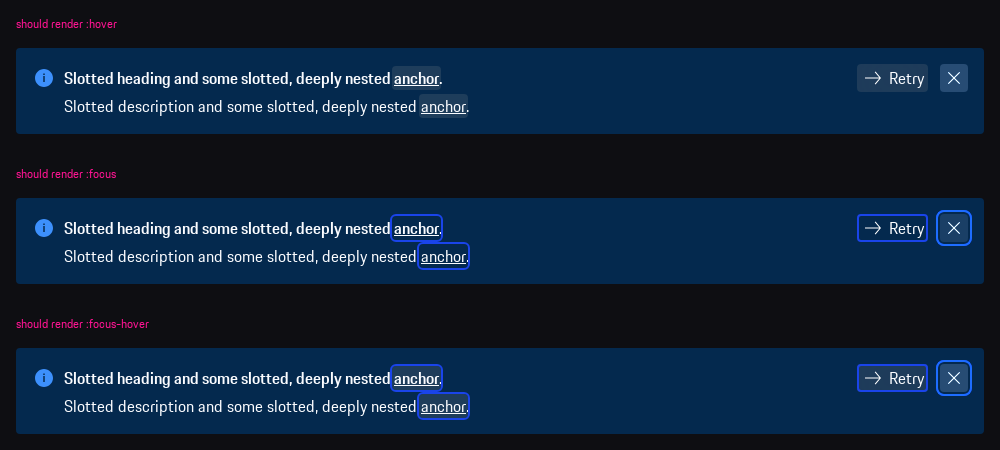 should render :hover
Slotted heading and some slotted, deeply nested anchor.
Retry
Slotted description and some slotted, deeply nested anchor.
should render :focus
Slotted heading and some slotted, deeply nested anchor.
Retry
Slotted description and some slotted, deeply nested anchor.
should render :focus-hover
Slotted heading and some slotted, deeply nested anchor.
Retry
Slotted description and some slotted, deeply nested anchor.